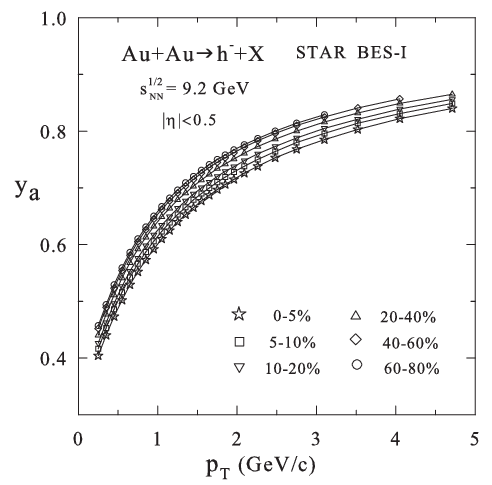 1.0
Au+Au→h⁻+X STAR BES-I
s_NN^1/2 = 9.2 GeV
|η|<0.5
0.8
y_a
0.6
0-5% 20-40%
5-10% 40-60%
10-20% 60-80%
0.4
0 1 2 3 4 5
p_T (GeV/c)